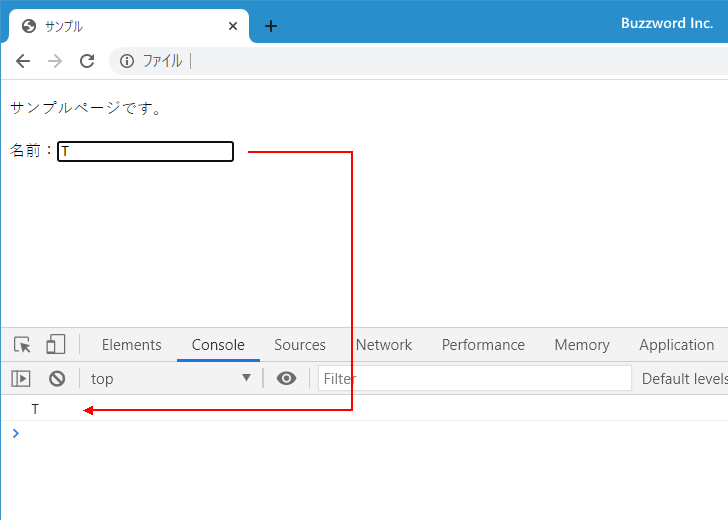 サンプル
Buzzword Inc.
ファイル
サンプルページです。
名前：T
Elements Console Sources Network Performance Memory Application
top Filter Default levels
T